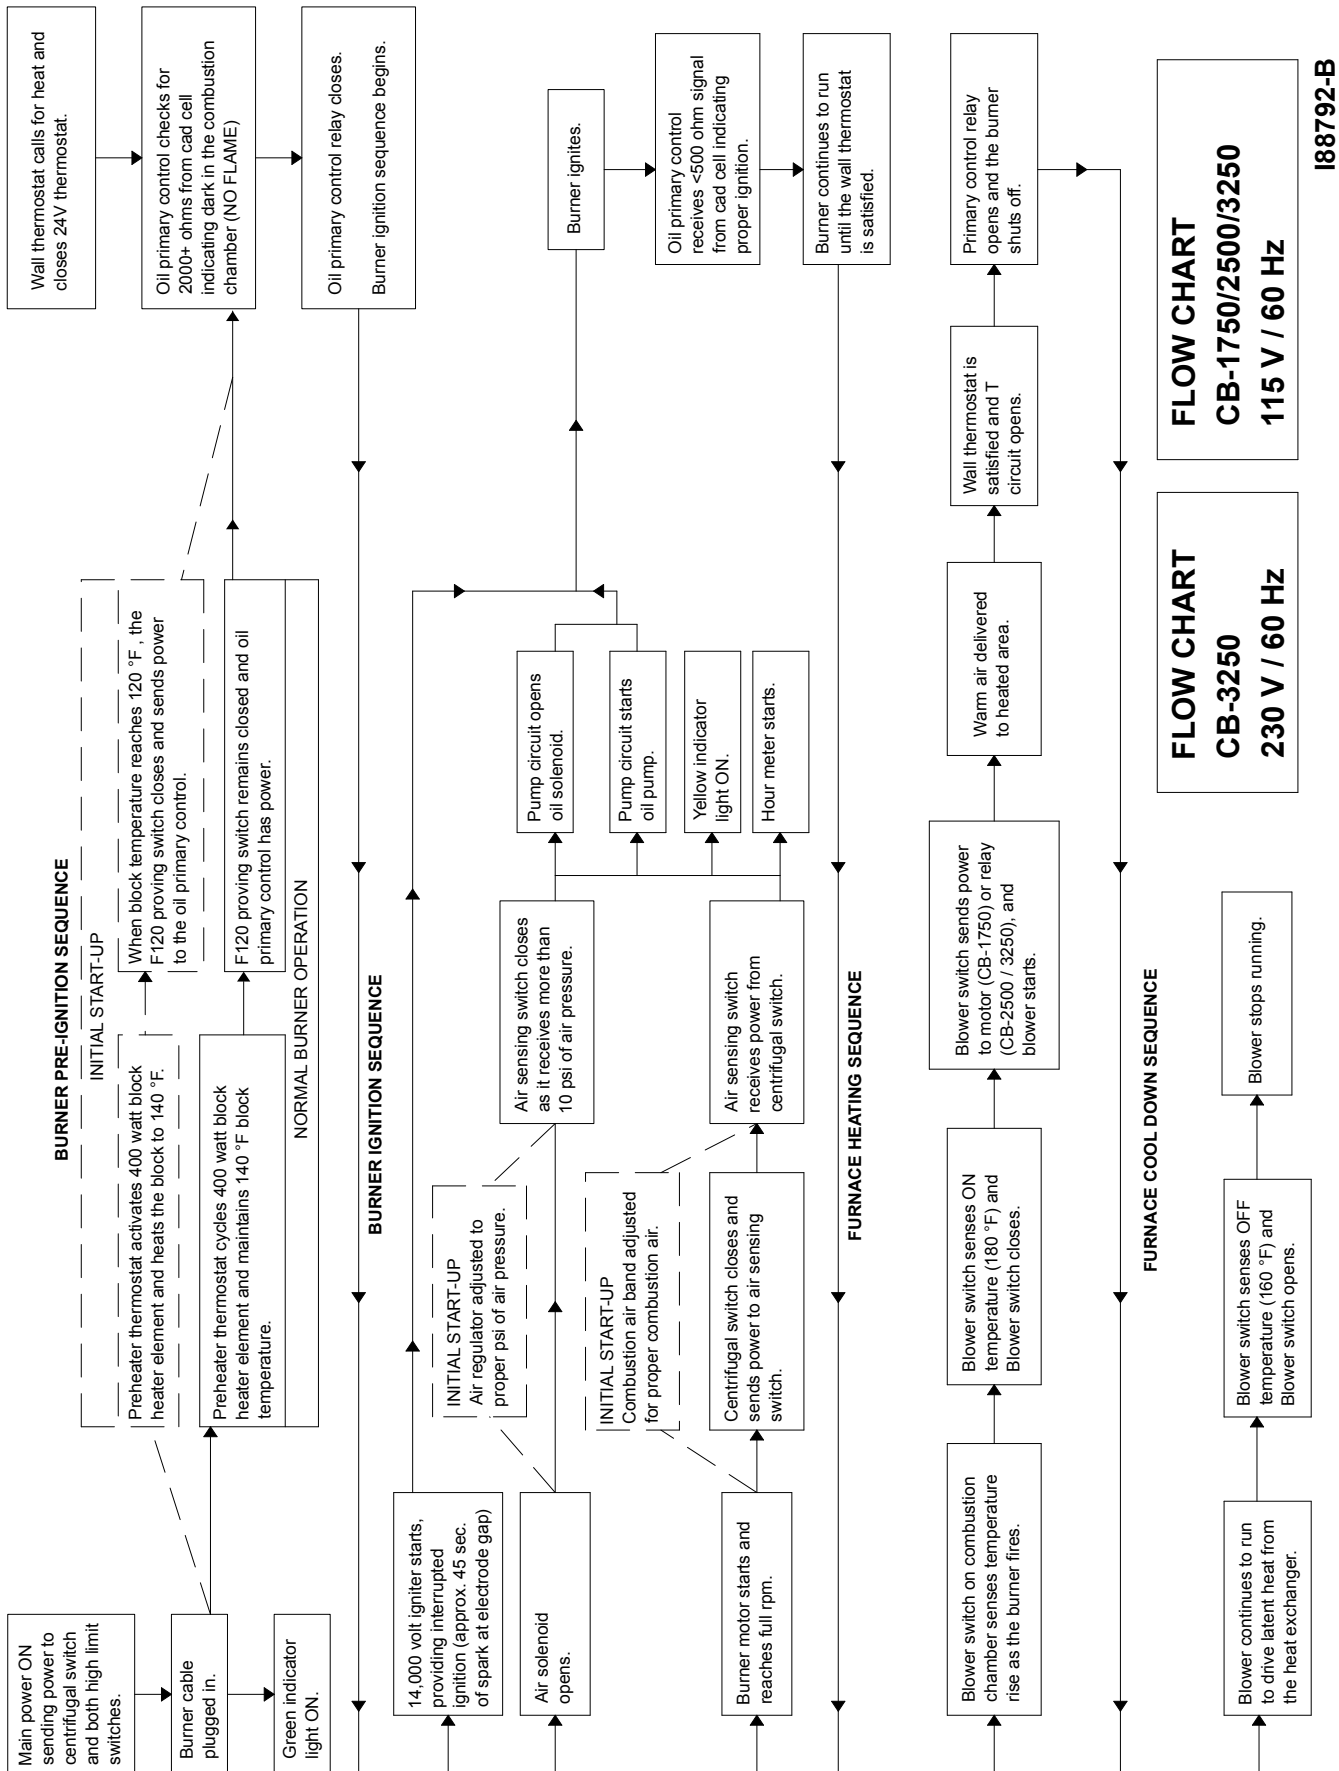 BURNER PRE-IGNITION SEQUENCE
Main power ON
sending power to
centrifugal switch
and both high limit
switches.
Burner cable
plugged in.
Green indicator
light ON.
INITIAL START-UP
Preheater thermostat activates 400 watt block
heater element and heats the block to 140 °F.
When block temperature reaches 120 °F , the
F120 proving switch closes and sends power
to the oil primary control.
Preheater thermostat cycles 400 watt block
heater element and maintains 140 °F block
temperature.
F120 proving switch remains closed and oil
primary control has power.
NORMAL BURNER OPERATION
Wall thermostat calls for heat and
closes 24V thermostat.
Oil primary control checks for
2000+ ohms from cad cell
indicating dark in the combustion
chamber (NO FLAME)
Oil primary control relay closes.
Burner ignition sequence begins.
BURNER IGNITION SEQUENCE
14,000 volt igniter starts,
providing interrupted
ignition (approx. 45 sec.
of spark at electrode gap)
Air solenoid
opens.
INITIAL START-UP
Air regulator adjusted to
proper psi of air pressure.
Air sensing switch closes
as it receives more than
10 psi of air pressure.
Burner motor starts and
reaches full rpm.
INITIAL START-UP
Combustion air band adjusted
for proper combustion air.
Centrifugal switch closes and
sends power to air sensing
switch.
Air sensing switch
receives power from
centrifugal switch.
Pump circuit opens
oil solenoid.
Pump circuit starts
oil pump.
Yellow indicator
light ON.
Hour meter starts.
Burner ignites.
Oil primary control
receives <500 ohm signal
from cad cell indicating
proper ignition.
Burner continues to run
until the wall thermostat
is satisfied.
FURNACE HEATING SEQUENCE
Blower switch on combustion
chamber senses temperature
rise as the burner fires.
Blower switch senses ON
temperature (180 °F) and
Blower switch closes.
Blower switch sends power
to motor (CB-1750) or relay
(CB-2500 / 3250), and
blower starts.
Warm air delivered
to heated area.
Wall thermostat is
satisfied and T
circuit opens.
Primary control relay
opens and the burner
shuts off.
FURNACE COOL DOWN SEQUENCE
Blower continues to run
to drive latent heat from
the heat exchanger.
Blower switch senses OFF
temperature (160 °F) and
Blower switch opens.
Blower stops running.
FLOW CHART
CB-3250
230 V / 60 Hz
FLOW CHART
CB-1750/2500/3250
115 V / 60 Hz
I88792-B